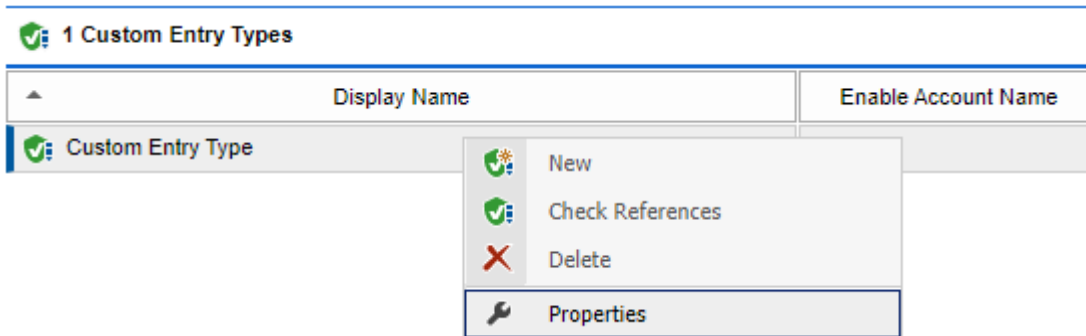 1 Custom Entry Types
Display Name Enable Account Name
Custom Entry Type
New
Check References
Delete
Properties